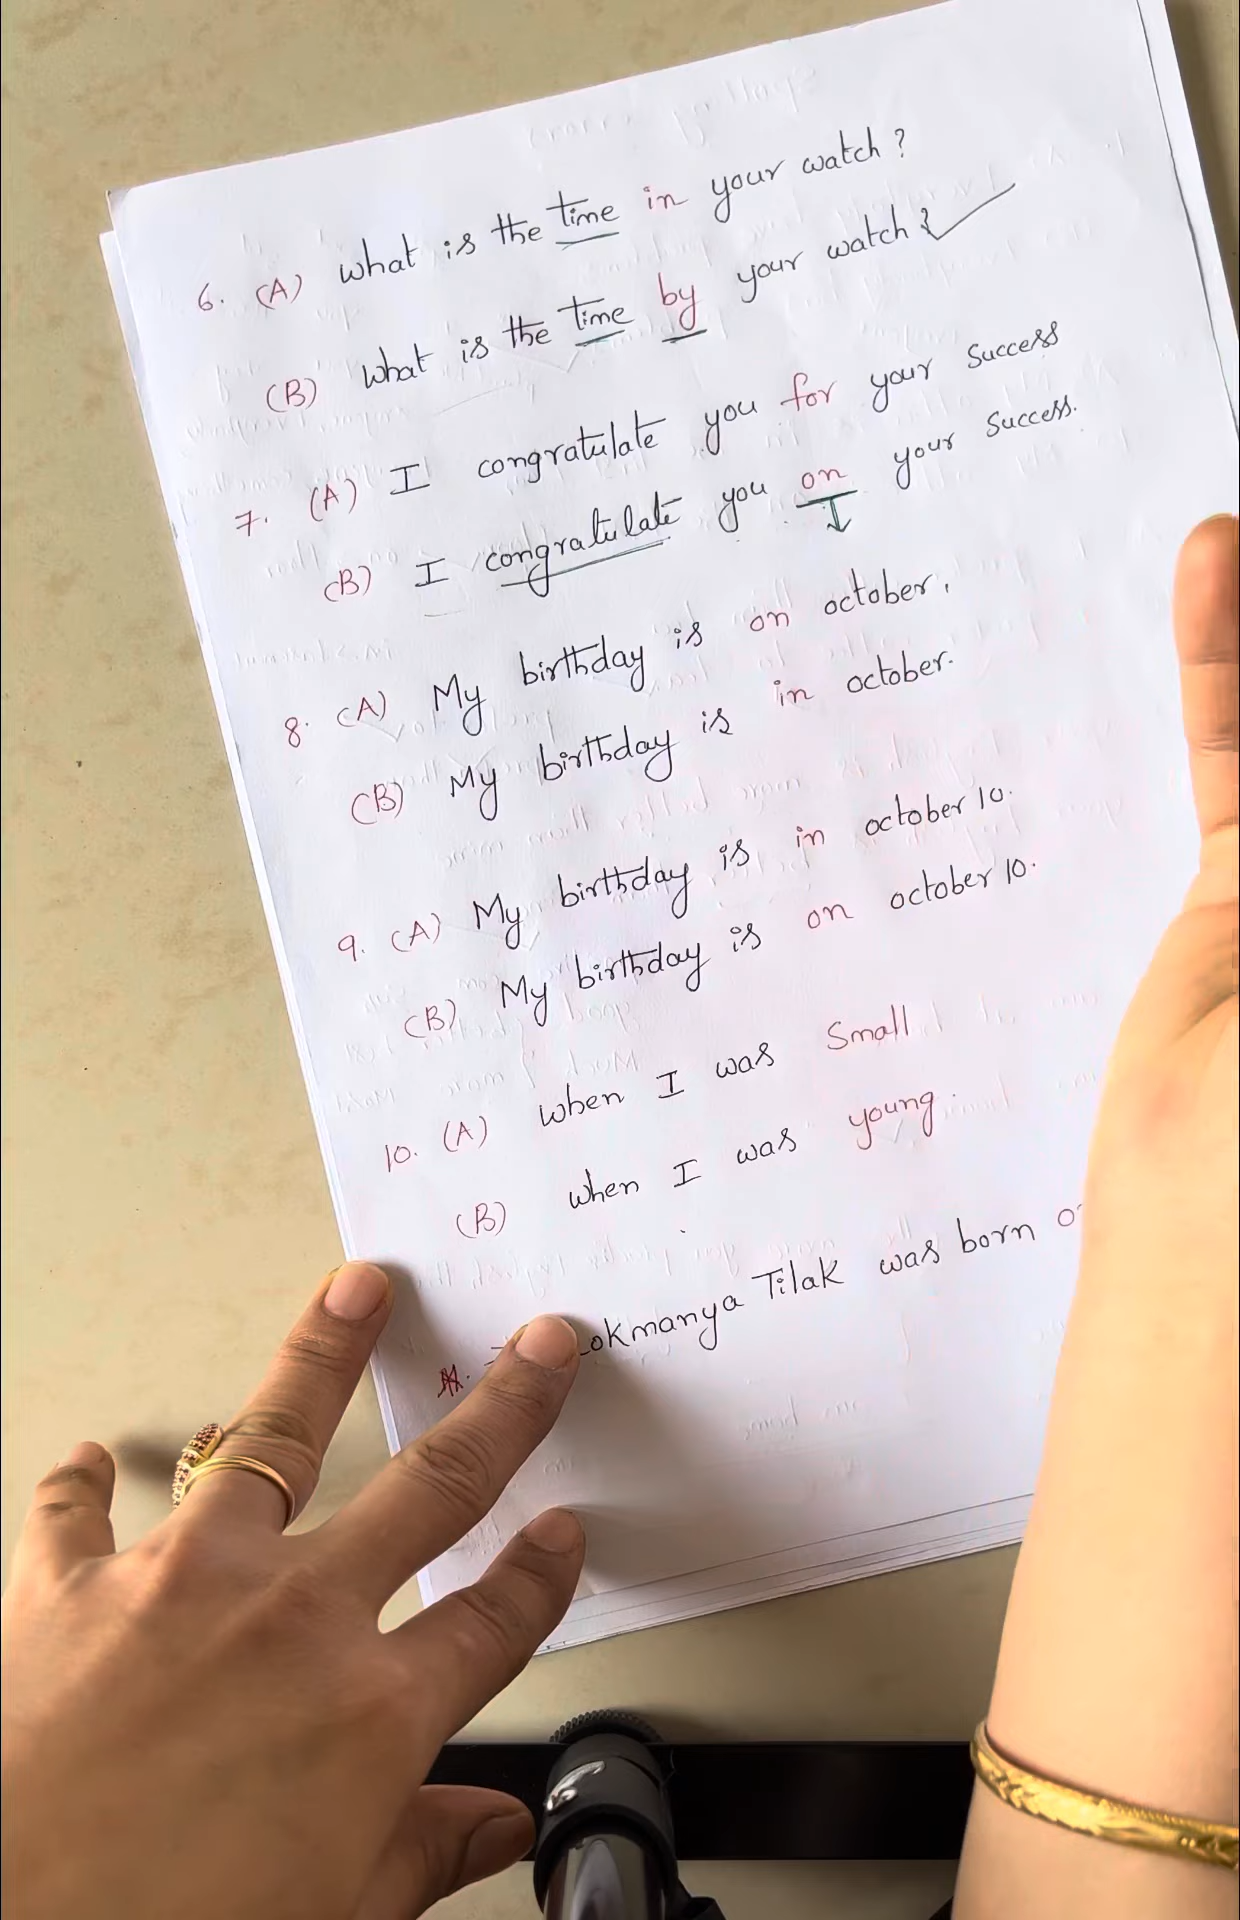 6. (A) What is the time in your watch?
(B) What is the time by your watch?
7. (A) I congratulate you for your success
(B) I congratulate you on your success.
8. (A) My birthday is on october.
(B) My birthday is in october.
9. (A) My birthday is in october 10.
(B) My birthday is on october 10.
10. (A) when I was Small
(B) when I was young.
Tilak was born